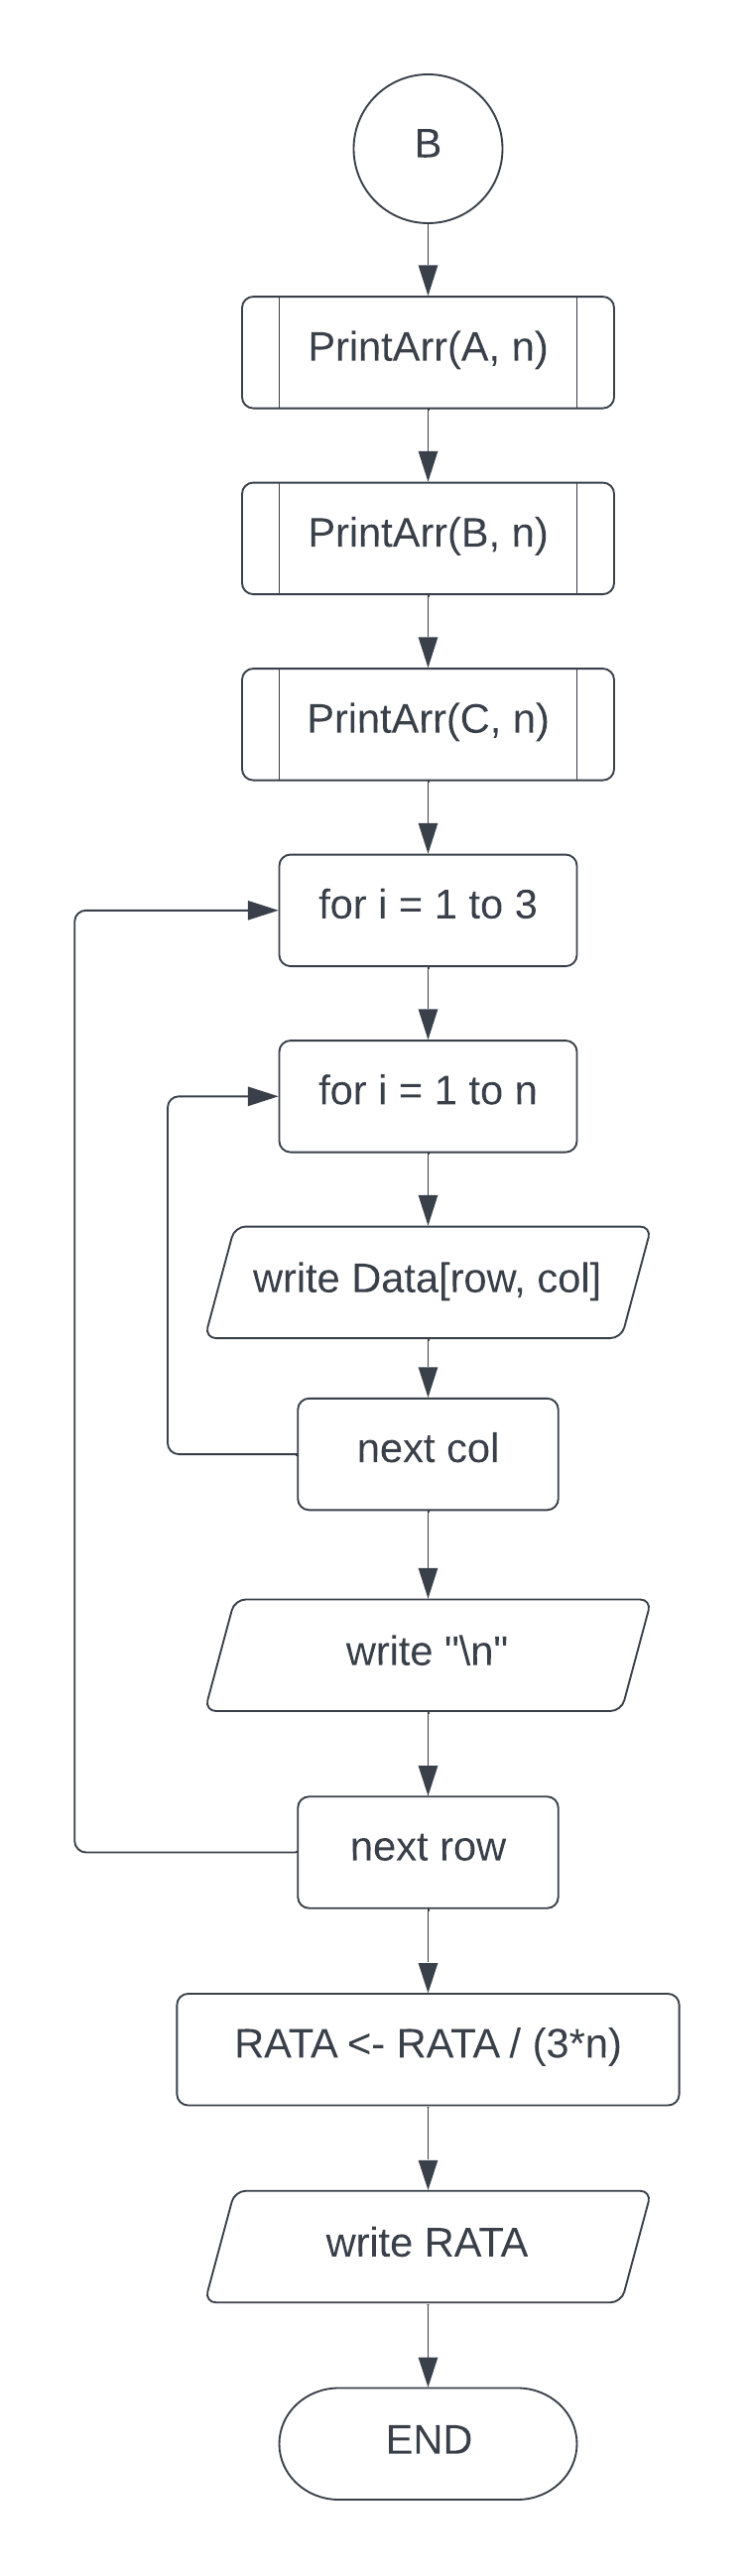 B
PrintArr(A, n)
PrintArr(B, n)
PrintArr(C, n)
for i = 1 to 3
for i = 1 to n
write Data[row, col]
next col
write "\n"
next row
RATA <- RATA / (3*n)
write RATA
END